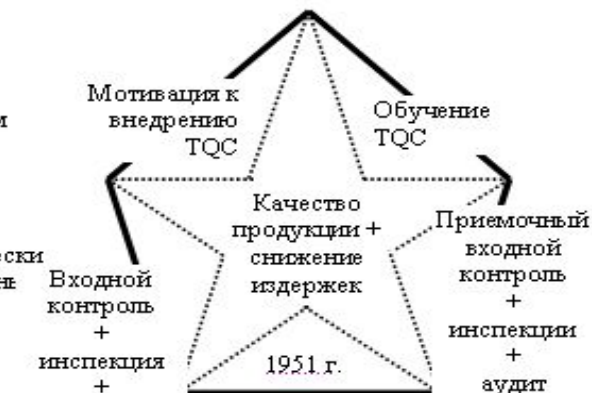 Мотивация к
внедрению
TQC
Обучение
TQC
Качество
продукции +
снижение
издержек
Входной
контроль
+
инспекция
+
Приемочный
входной
контроль
+
инспекции
+
аудит
1951 г.